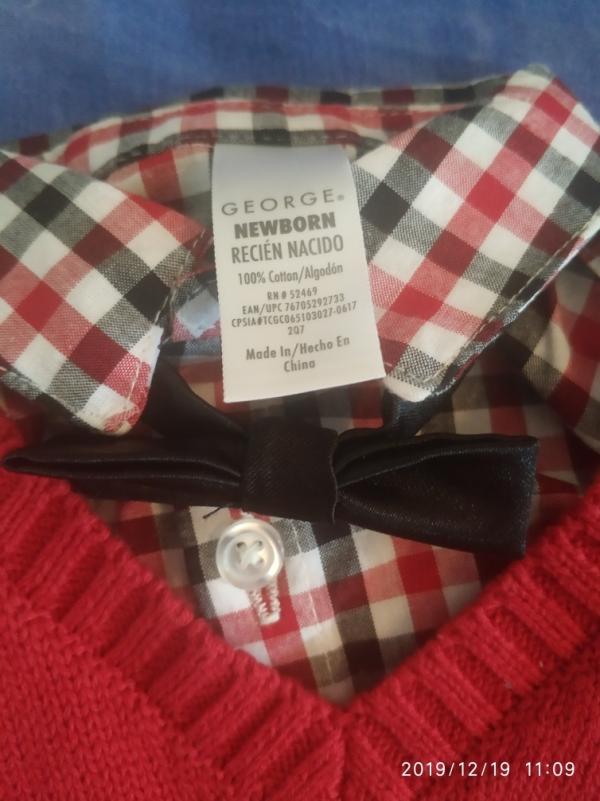 GEORGE®
NEWBORN
RECIÉN NACIDO
100% Cotton/Algodón
RN# 52469
EAN/UPC 76705292733
CPSIA#TCGC065103027-0617
2Q7
Made In/Hecho En
China
2019/12/19 11:09